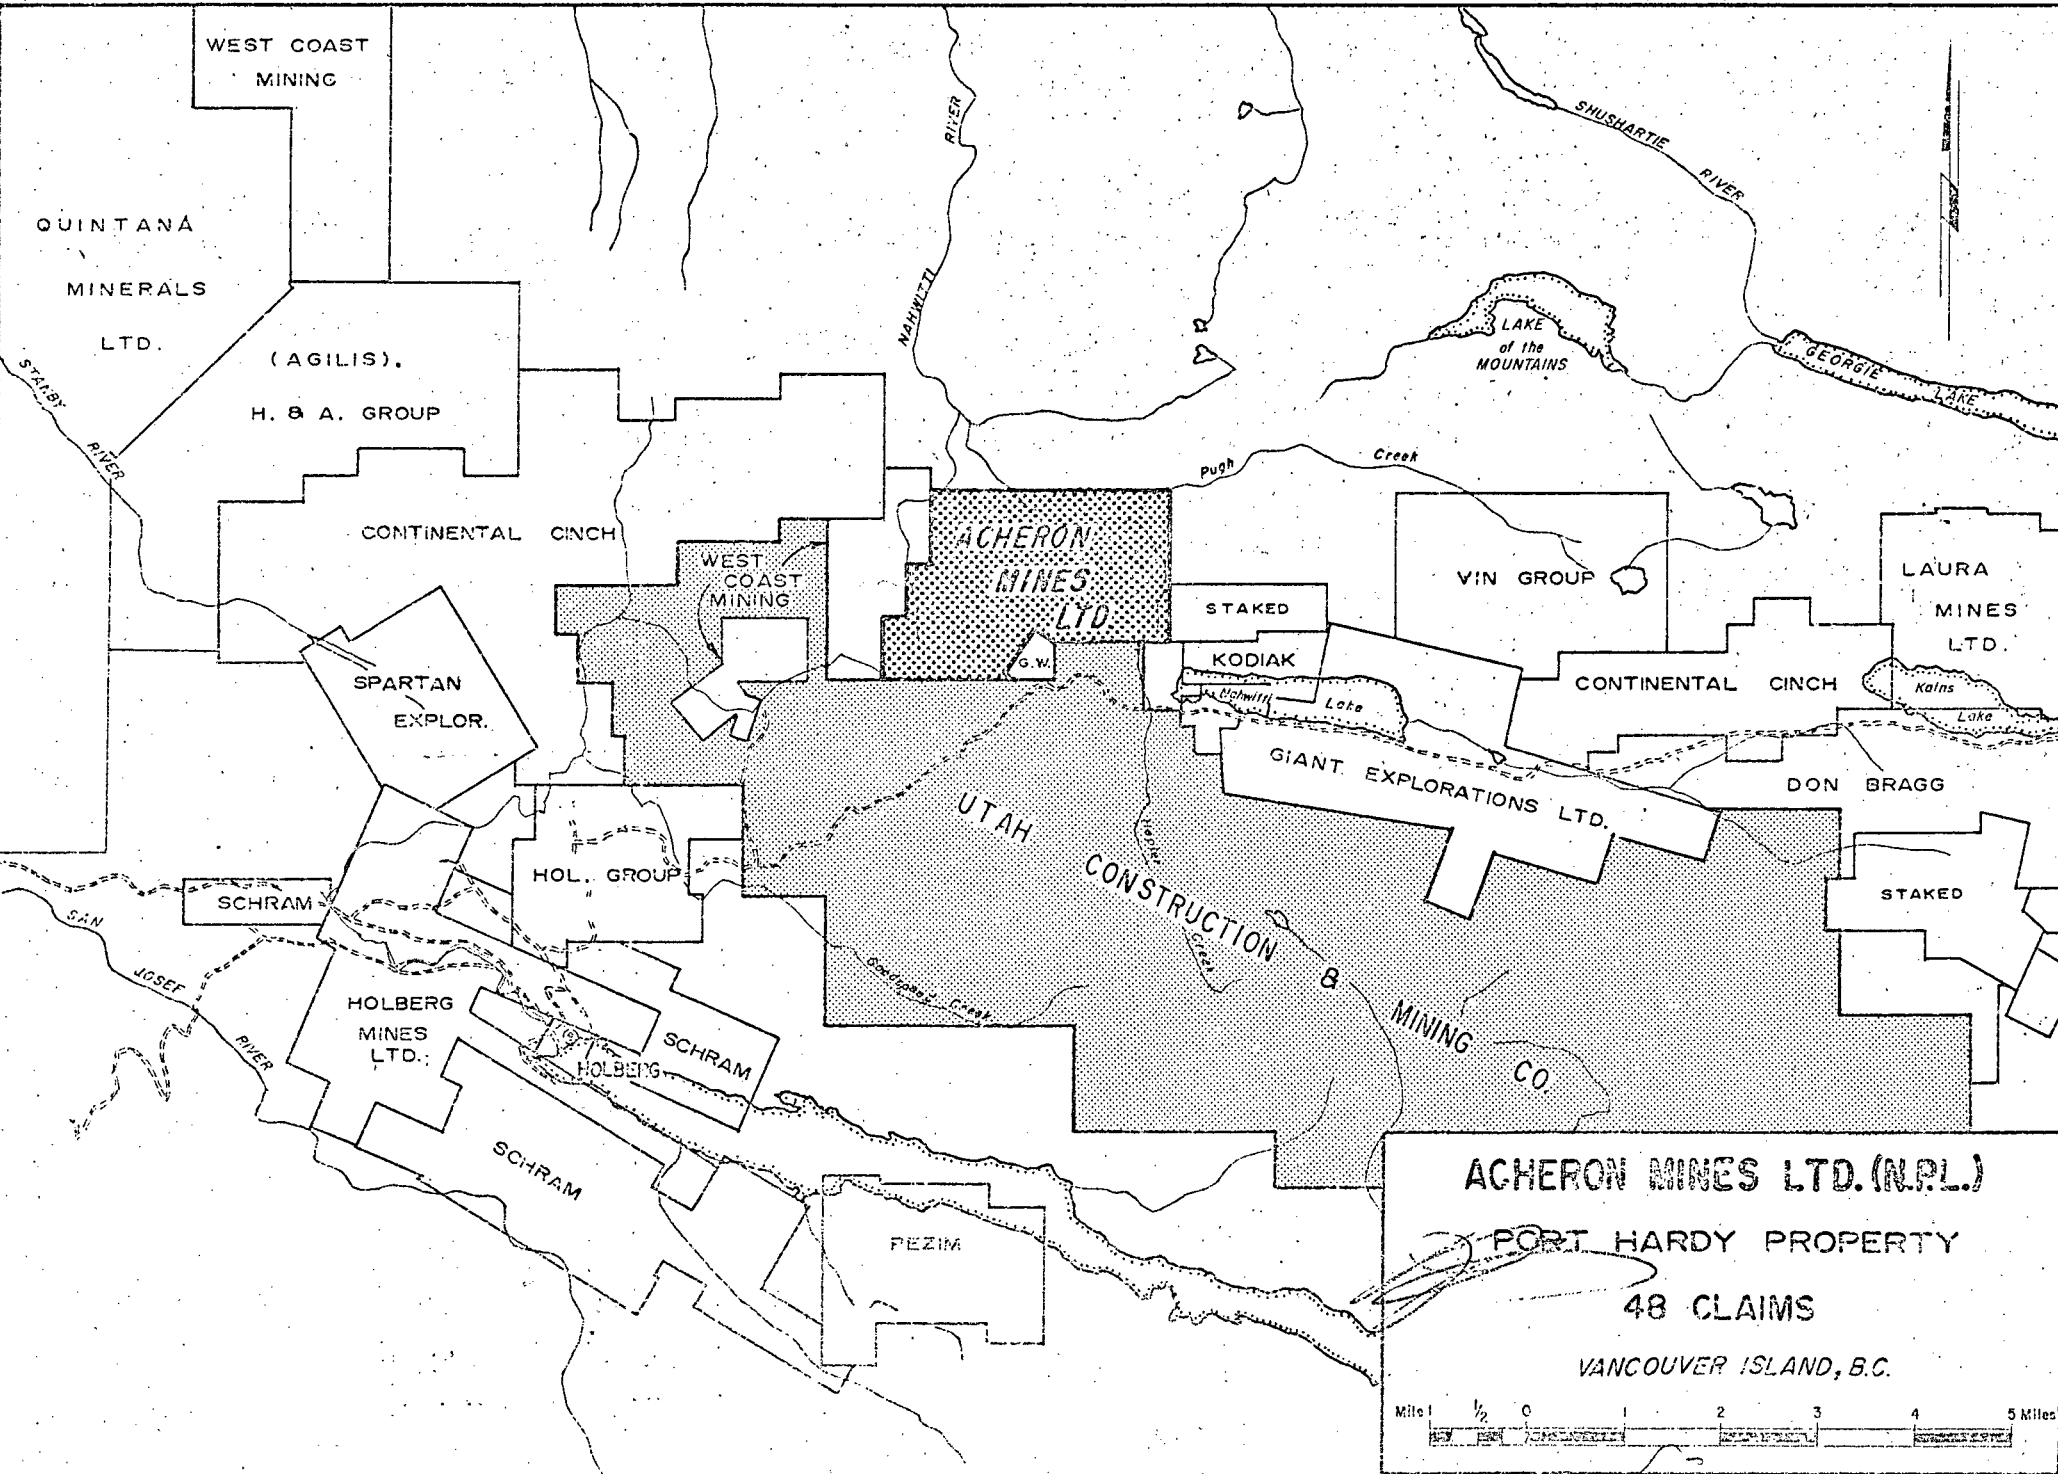 WEST COAST
MINING
QUINTANA
MINERALS
LTD.
(AGILIS).
H. & A. GROUP
STANBY
RIVER
NAHWITTI
RIVER
SHUSHARTIE
RIVER
LAKE
of the
MOUNTAINS
GEORGIE
LAKE
Pugh Creek
CONTINENTAL CINCH
WEST
COAST
MINING
ACHERON
MINES
LTD.
G.W.
STAKED
KODIAK
Nahwitti Lake
VIN GROUP
LAURA
MINES
LTD.
CONTINENTAL CINCH
Kains
Lake
SPARTAN
EXPLOR.
GIANT EXPLORATIONS LTD.
DON BRAGG
UTAH
CONSTRUCTION
&
MINING
CO.
Hepler
Creek
HOL. GROUP
SCHRAM
STAKED
SAN
JOSEF
RIVER
Goodspeed Creek
HOLBERG
MINES
LTD.
SCHRAM
HOLBERG
SCHRAM
PEZIM
ACHERON MINES LTD. (N.P.L.)
PORT HARDY PROPERTY
48 CLAIMS
VANCOUVER ISLAND, B.C.
Mile 1 1/2 0 1 2 3 4 5 Miles